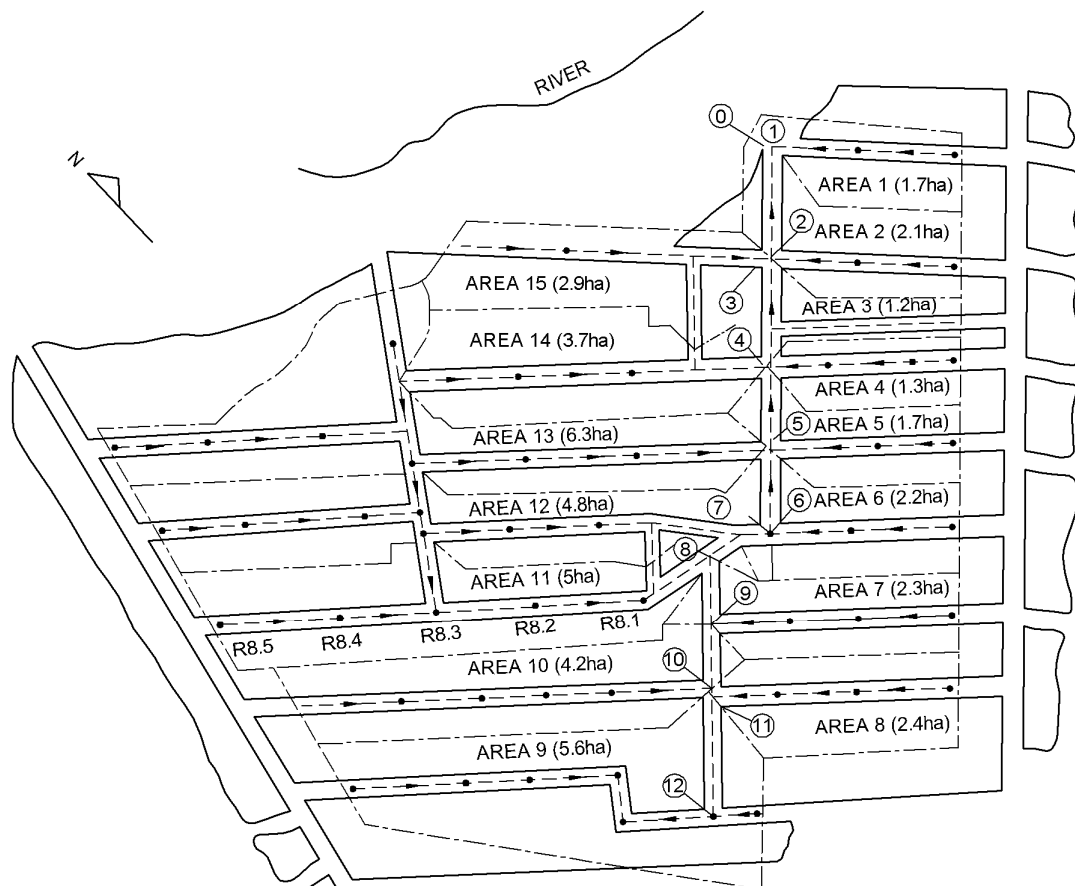 RIVER
N
0
1
AREA 1 (1.7ha)
2
AREA 2 (2.1ha)
AREA 15 (2.9ha)
3
AREA 3 (1.2ha)
AREA 14 (3.7ha)
4
AREA 4 (1.3ha)
AREA 13 (6.3ha)
5
AREA 5 (1.7ha)
AREA 12 (4.8ha)
7
6
AREA 6 (2.2ha)
8
AREA 11 (5ha)
AREA 7 (2.3ha)
9
R8.5
R8.4
R8.3
R8.2
R8.1
AREA 10 (4.2ha)
10
11
AREA 8 (2.4ha)
AREA 9 (5.6ha)
12